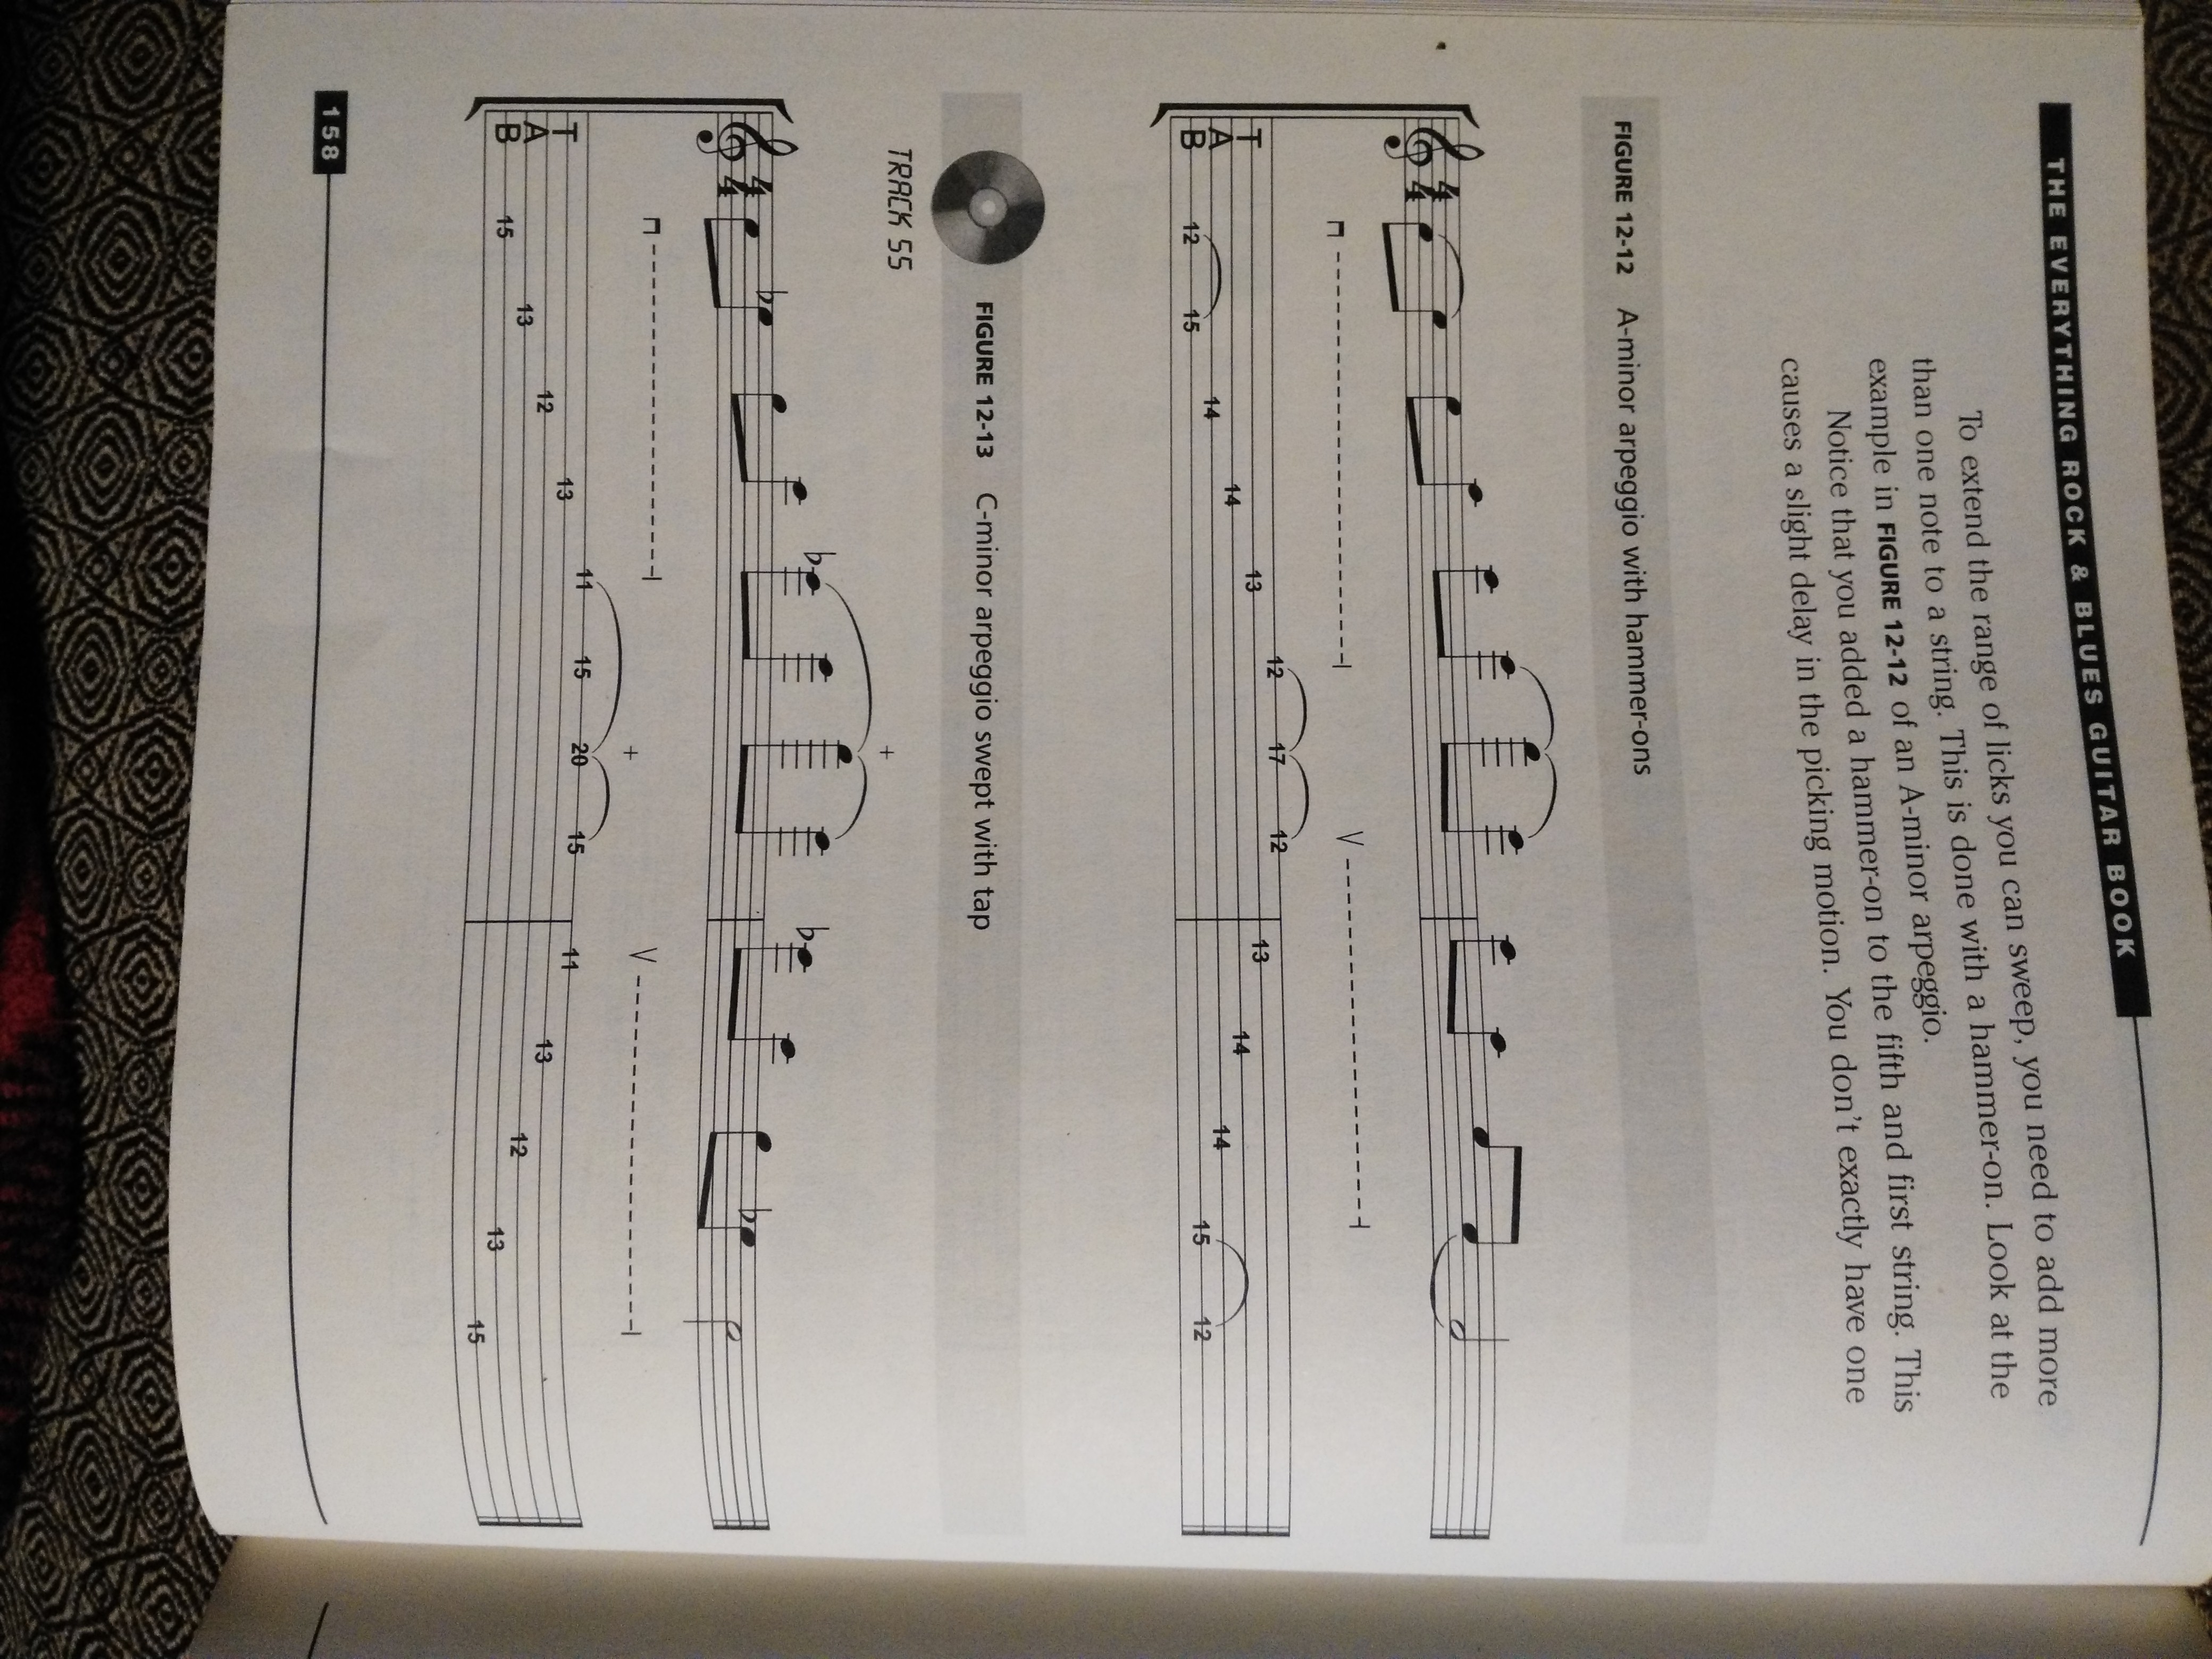 THE EVERYTHING ROCK & BLUES GUITAR BOOK
To extend the range of licks you can sweep, you need to add more
than one note to a string. This is done with a hammer-on. Look at the
example in FIGURE 12-12 of an A-minor arpeggio.
Notice that you added a hammer-on to the fifth and first string. This
causes a slight delay in the picking motion. You don't exactly have one
FIGURE 12-12 A-minor arpeggio with hammer-ons
4
4
T
A
B
12 15 14 14 13 12 17 12 13 14 14 15 12
FIGURE 12-13 C-minor arpeggio swept with tap
TRACK 55
4
4
+
+
T
A
B
15 13 12 13 11 15 20 15 11 13 12 13 15
158